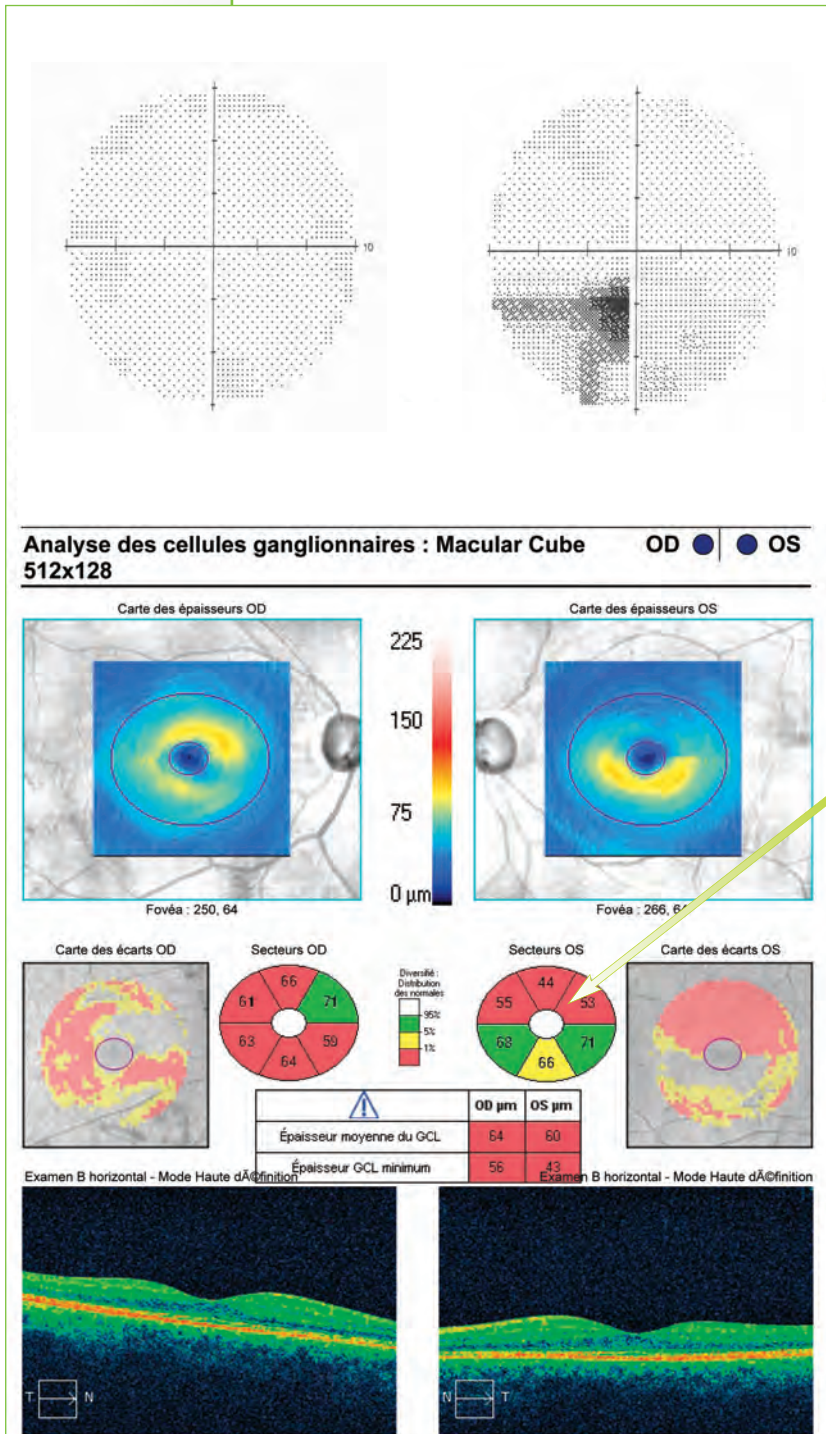 10
10
Analyse des cellules ganglionnaires : Macular Cube
512x128
OD OS
Carte des épaisseurs OD
Carte des épaisseurs OS
225
150
75
0 µm
Fovéa : 250, 64
Fovéa : 266, 64
Carte des écarts OD
Secteurs OD
Secteurs OS
Carte des écarts OS
Diversifié :
Distribution
des normales
95%
5%
1%
66
61 71
63 59
64
44
55 53
68 71
66
OD µm OS µm
Épaisseur moyenne du GCL 64 60
Épaisseur GCL minimum 56 43
Examen B horizontal - Mode Haute dÃ©finition
Examen B horizontal - Mode Haute dÃ©finition
T N
N T